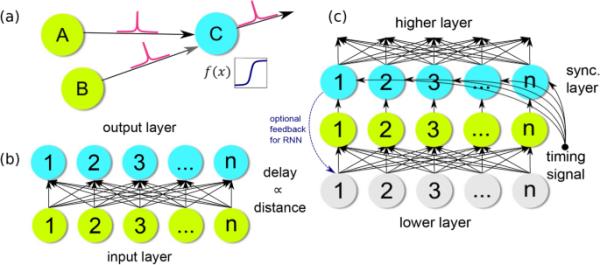 (a)
A
C
B
f(x)
output layer
(b)
1 2 3 ... n
delay
∝
distance
1 2 3 ... n
input layer
(c)
higher layer
1 2 3 ... n
sync.
layer
optional
feedback
for RNN
1 2 3 ... n
timing
signal
1 2 3 ... n
lower layer